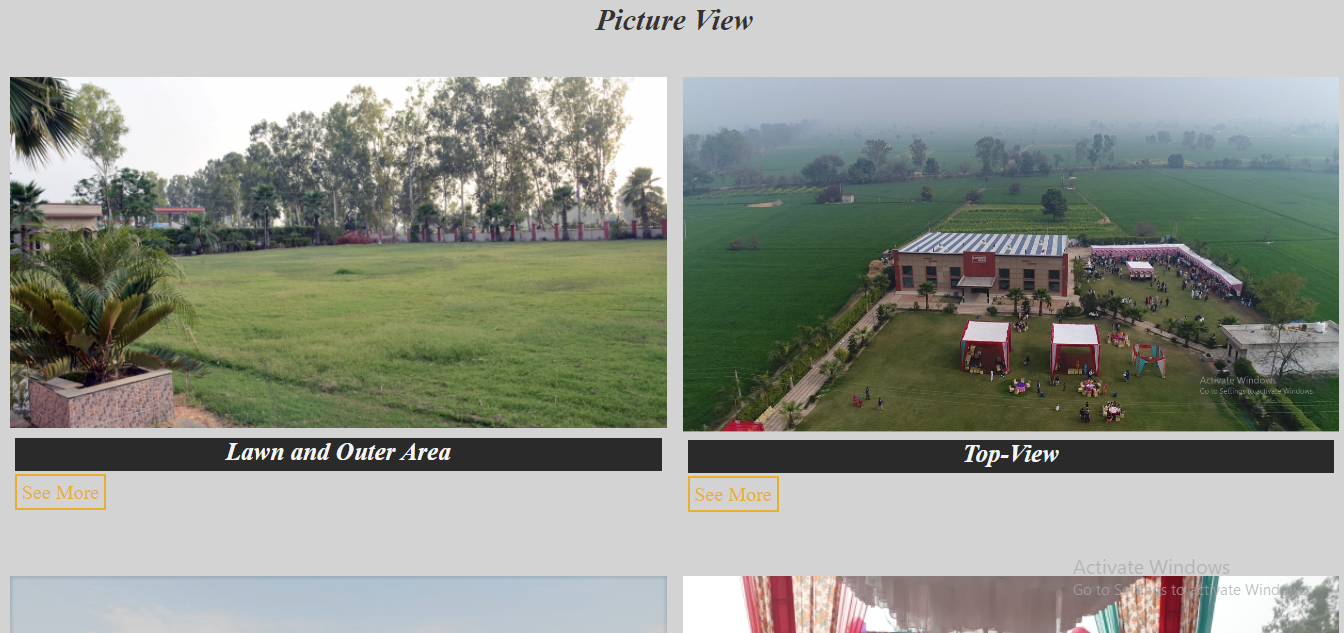 Picture View
Lawn and Outer Area
Top-View
See More
See More
Activate Windows
Go to Settings to activate Windows.
Activate Windows
Go to Settings to activate Windows.